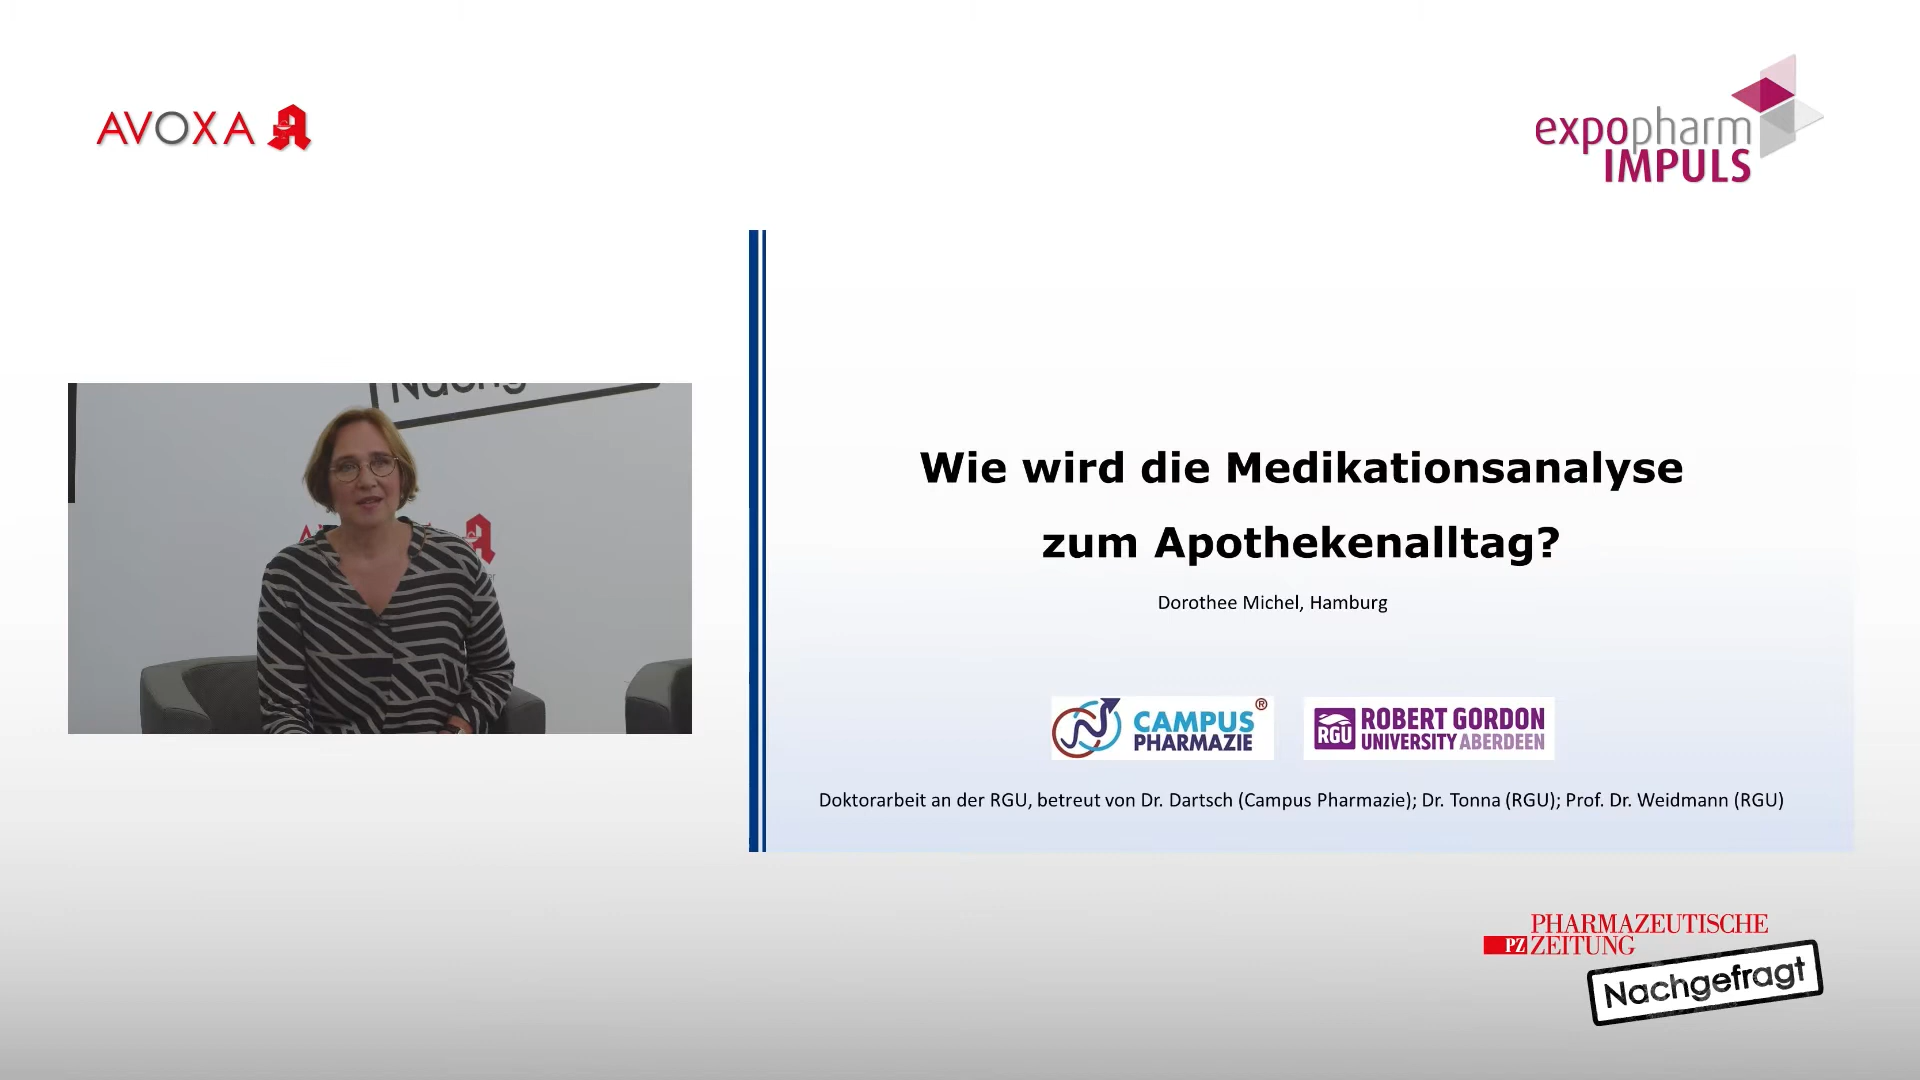 AVOXA
expopharm
IMPULS
Wie wird die Medikationsanalyse
zum Apothekenalltag?
Dorothee Michel, Hamburg
CAMPUS®
PHARMAZIE
RGU
ROBERT GORDON
UNIVERSITY ABERDEEN
Doktorarbeit an der RGU, betreut von Dr. Dartsch (Campus Pharmazie); Dr. Tonna (RGU); Prof. Dr. Weidmann (RGU)
PHARMAZEUTISCHE
PZ ZEITUNG
Nachgefragt